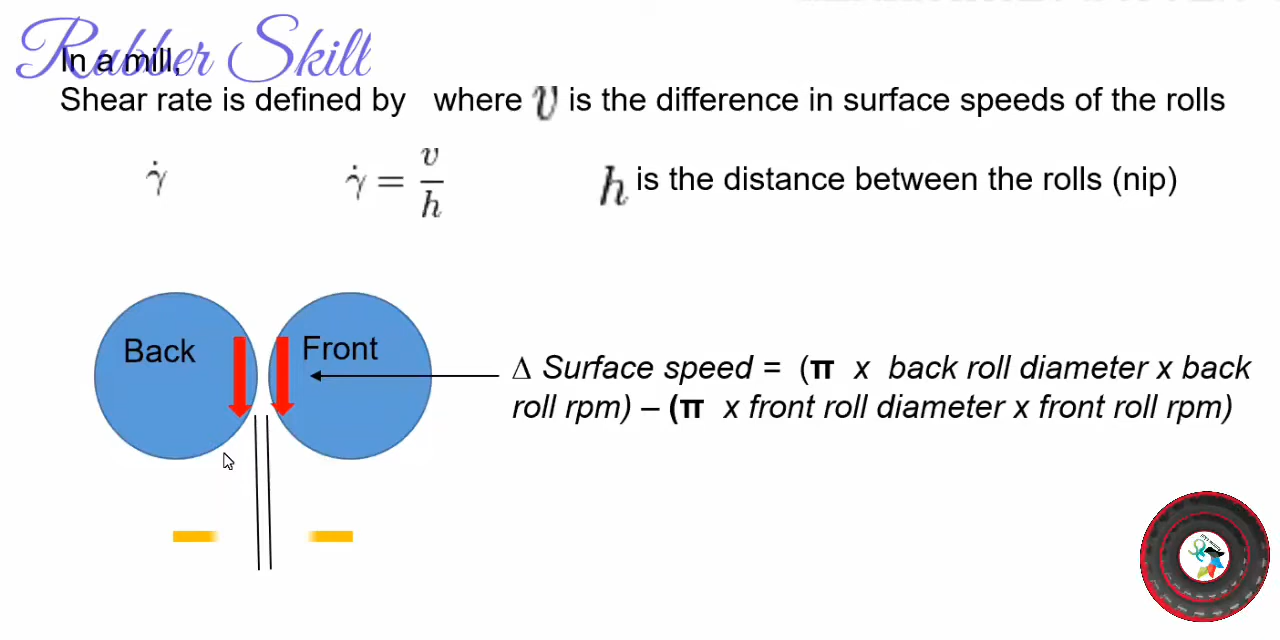 Rubber Skill
In a mill,
Shear rate is defined by where v is the difference in surface speeds of the rolls
γ̇ γ̇ = v/h h is the distance between the rolls (nip)
Back Front
Δ Surface speed = (π x back roll diameter x back
roll rpm) – (π x front roll diameter x front roll rpm)